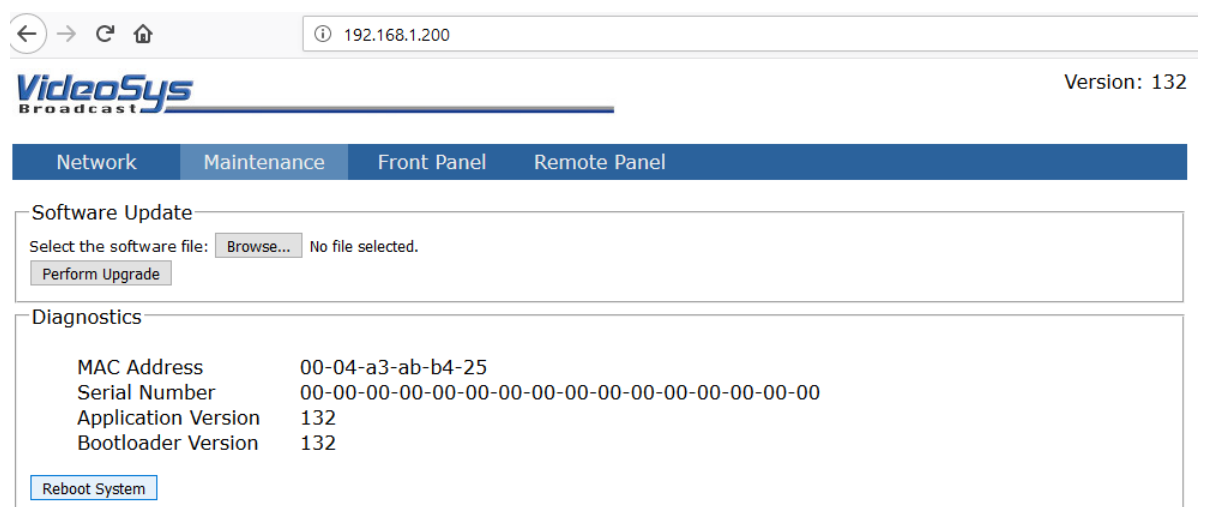 192.168.1.200
VideoSys
Broadcast
Version: 132
Network Maintenance Front Panel Remote Panel
Software Update
Select the software file: Browse... No file selected.
Perform Upgrade
Diagnostics
MAC Address 00-04-a3-ab-b4-25
Serial Number 00-00-00-00-00-00-00-00-00-00-00-00-00-00-00
Application Version 132
Bootloader Version 132
Reboot System